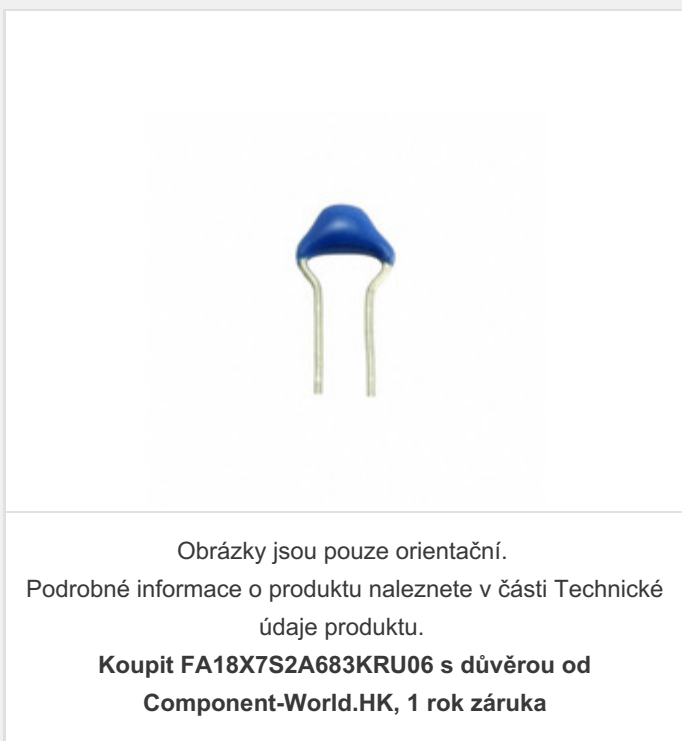 Obrázky jsou pouze orientační.
Podrobné informace o produktu naleznete v části Technické
údaje produktu.
Koupit FA18X7S2A683KRU06 s důvěrou od
Component-World.HK, 1 rok záruka